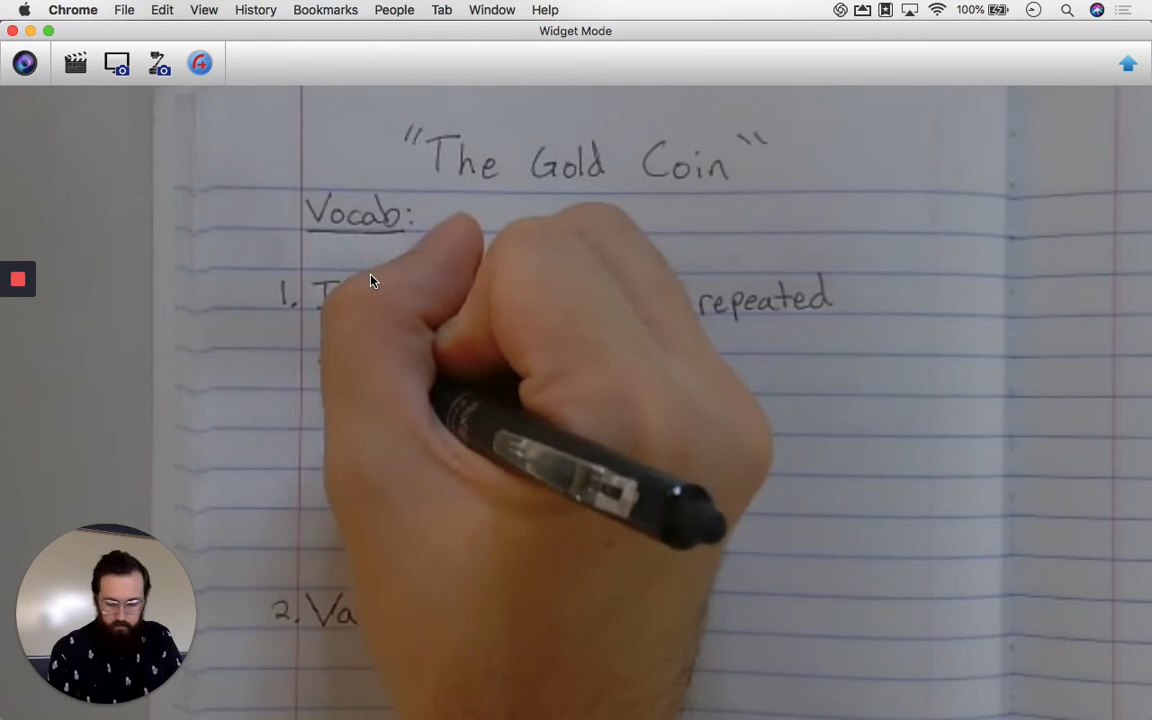 Chrome File Edit View History Bookmarks People Tab Window Help 100%
Widget Mode
"The Gold Coin"
Vocab:
1. repeated
2. Va